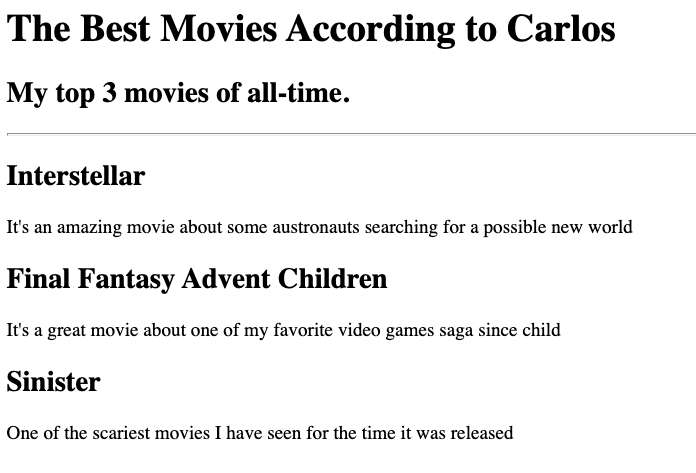 The Best Movies According to Carlos
My top 3 movies of all-time.
Interstellar
It's an amazing movie about some austronauts searching for a possible new world
Final Fantasy Advent Children
It's a great movie about one of my favorite video games saga since child
Sinister
One of the scariest movies I have seen for the time it was released